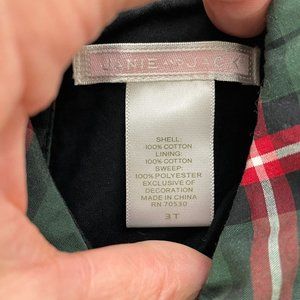 JANIE AND JACK
SHELL:
100% COTTON
LINING:
100% COTTON
SWEEP:
100% POLYESTER
EXCLUSIVE OF
DECORATION
MADE IN CHINA
RN 70530
3T